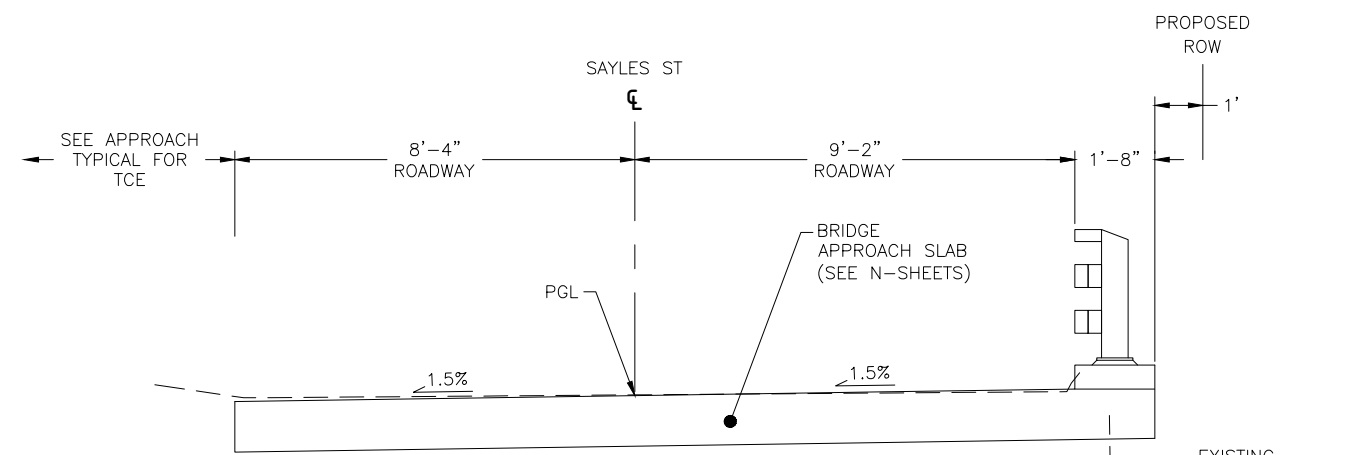 PROPOSED
ROW
SAYLES ST
℄
1'
SEE APPROACH
TYPICAL FOR
TCE
8'-4"
ROADWAY
9'-2"
ROADWAY
1'-8"
BRIDGE
APPROACH SLAB
(SEE N-SHEETS)
PGL
1.5%
1.5%
EXISTING